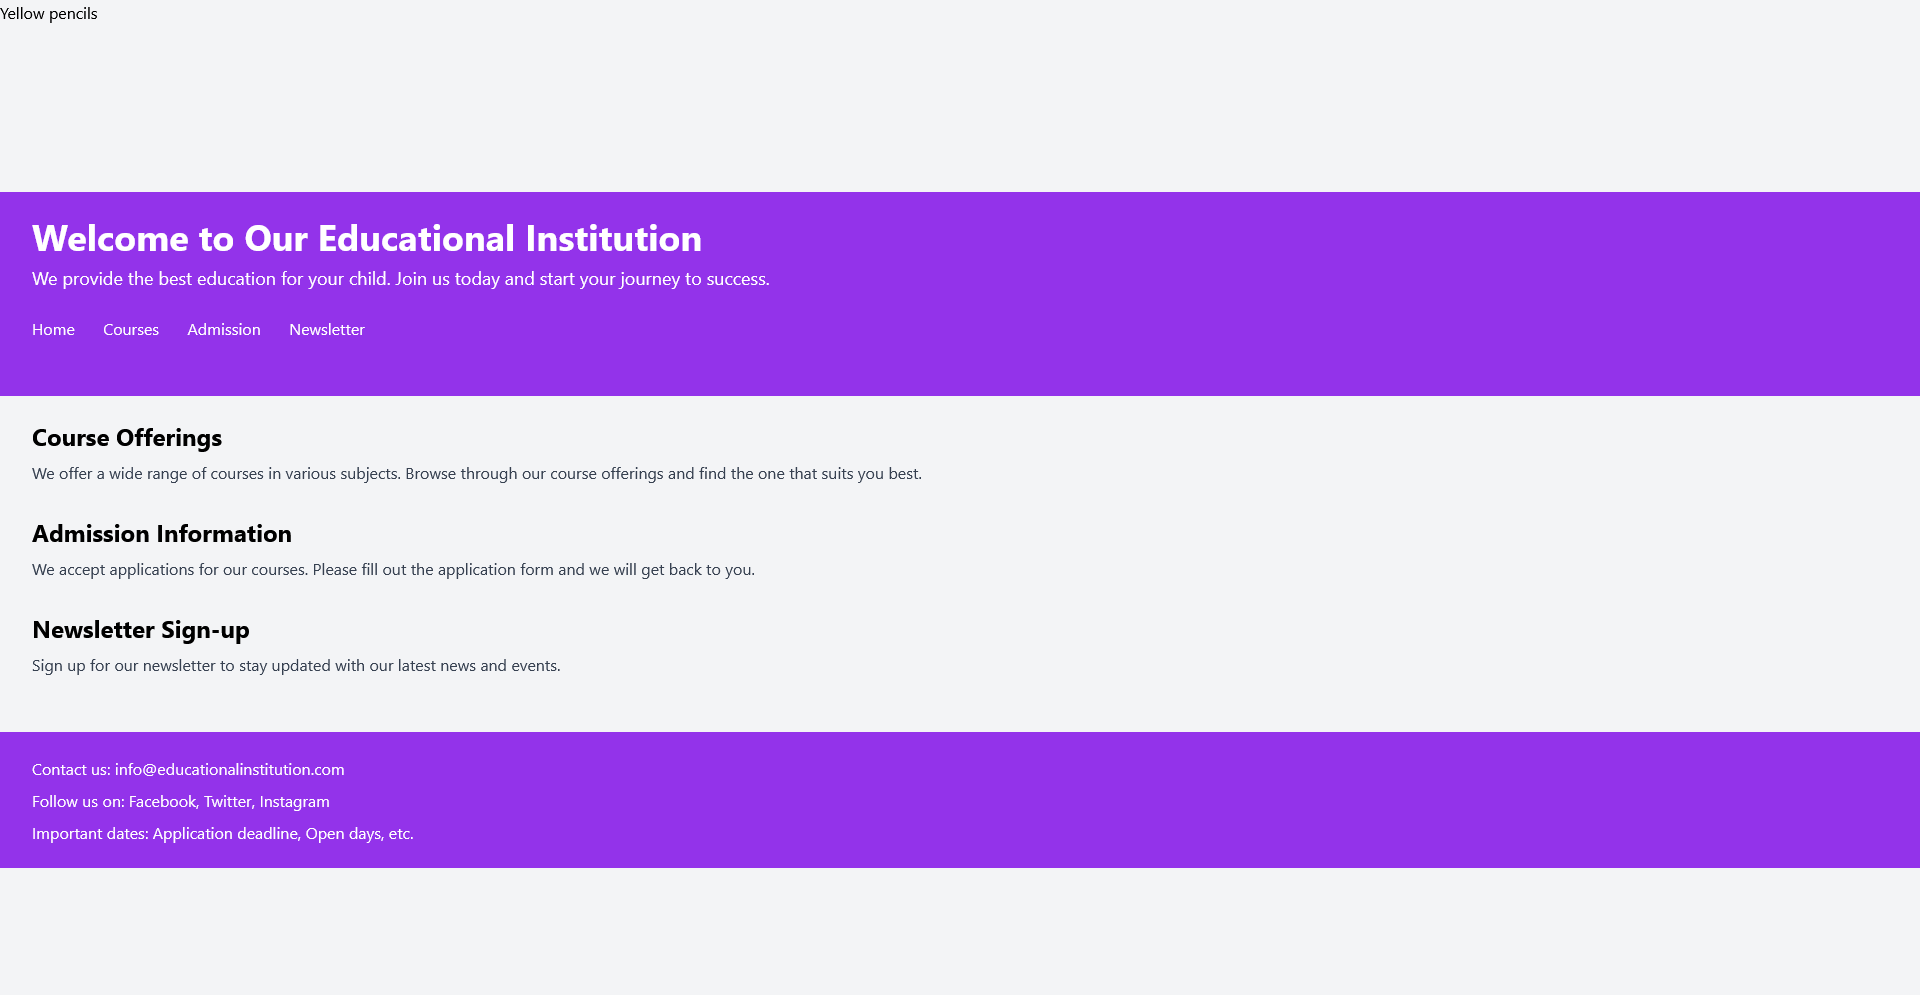 Yellow pencils
Welcome to Our Educational Institution
We provide the best education for your child. Join us today and start your journey to success.
Home Courses Admission Newsletter
Course Offerings
We offer a wide range of courses in various subjects. Browse through our course offerings and find the one that suits you best.
Admission Information
We accept applications for our courses. Please fill out the application form and we will get back to you.
Newsletter Sign-up
Sign up for our newsletter to stay updated with our latest news and events.
Contact us: info@educationalinstitution.com
Follow us on: Facebook, Twitter, Instagram
Important dates: Application deadline, Open days, etc.